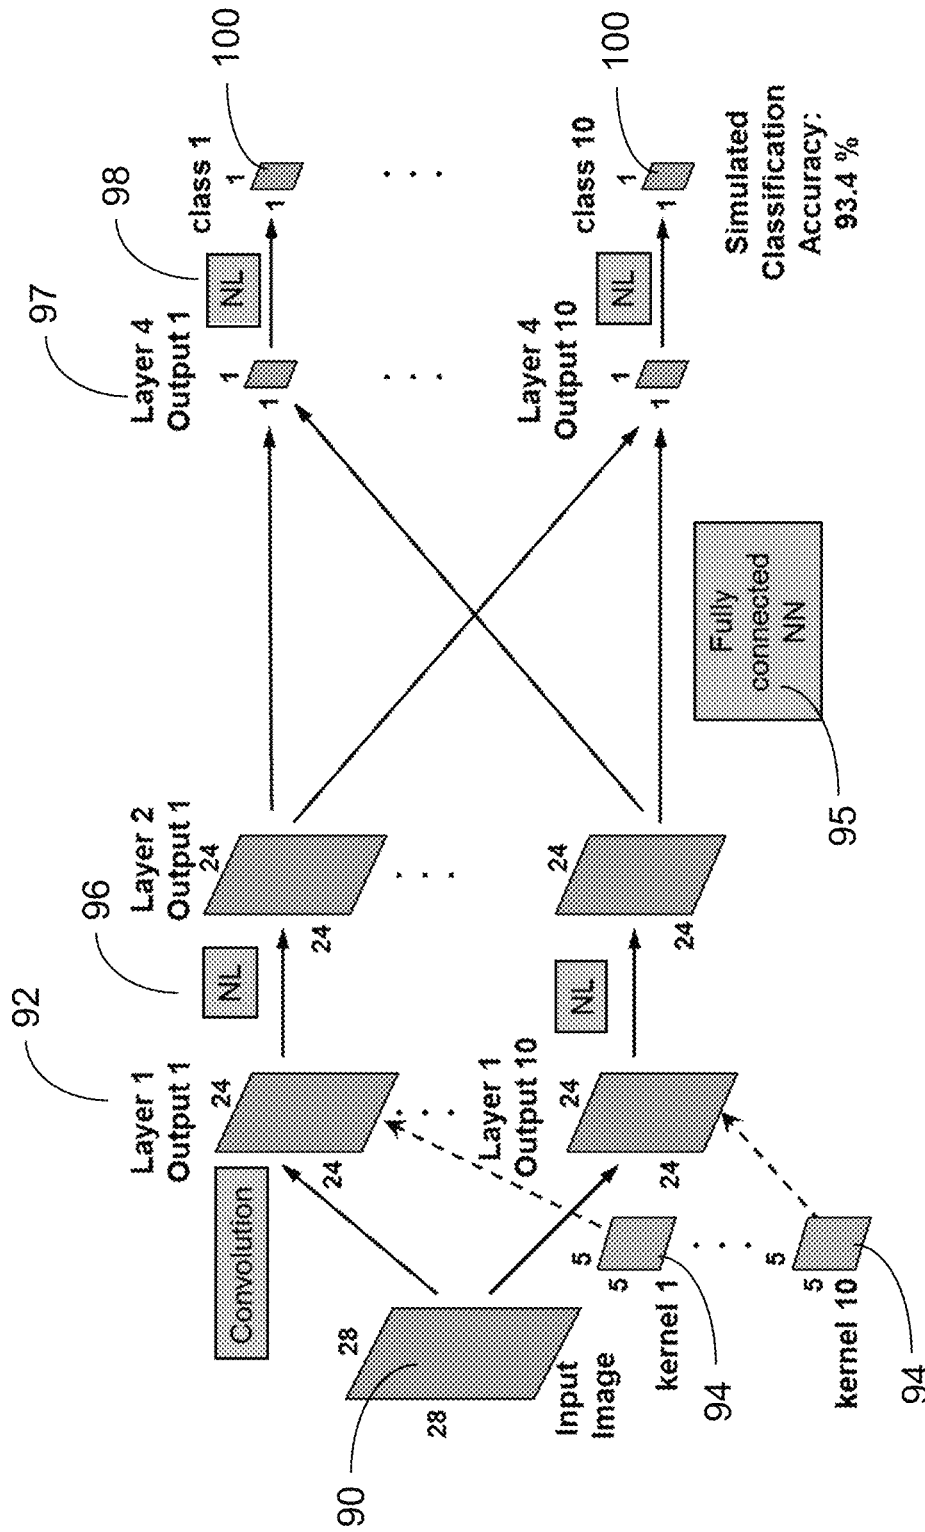 90
28
28
Input
Image
Convolution
5
5
kernel 1
94
5
5
kernel 10
94
92
Layer 1
Output 1
24
24
Layer 1
Output 10
24
24
96
NL
NL
Layer 2
Output 1
24
24
24
24
Fully
connected
NN
95
97
Layer 4
Output 1
1
1
Layer 4
Output 10
1
1
98
NL
NL
class 1
1
1
100
class 10
1
1
100
Simulated
Classification
Accuracy:
93.4 %